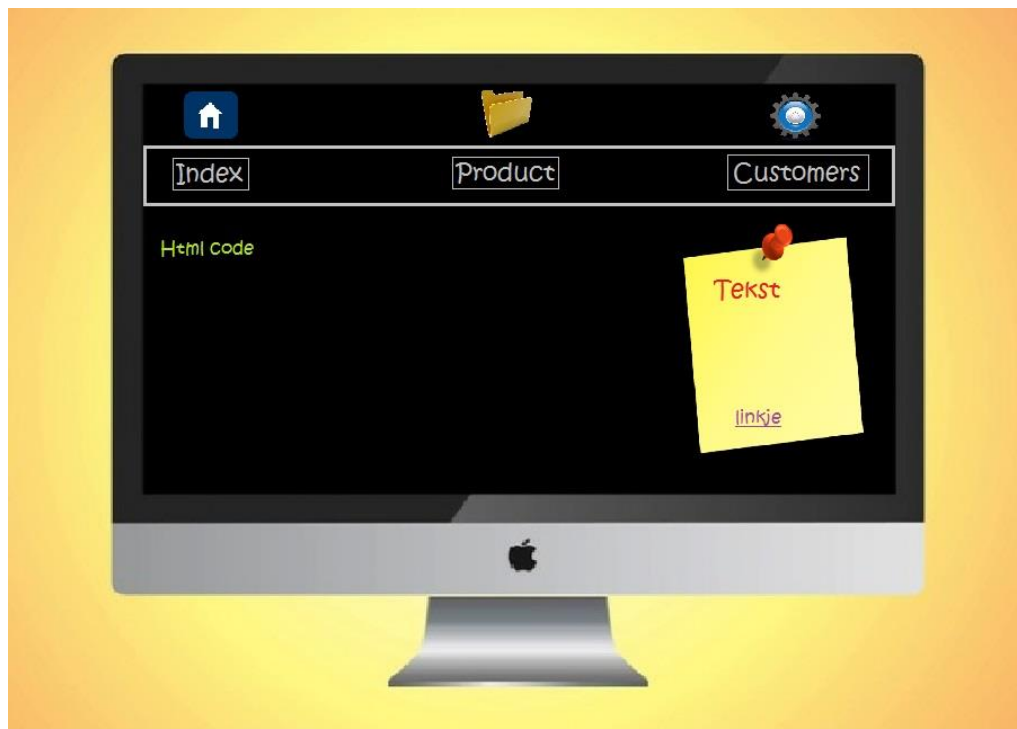 Index
Product
Customers
Html code
Tekst
linkje